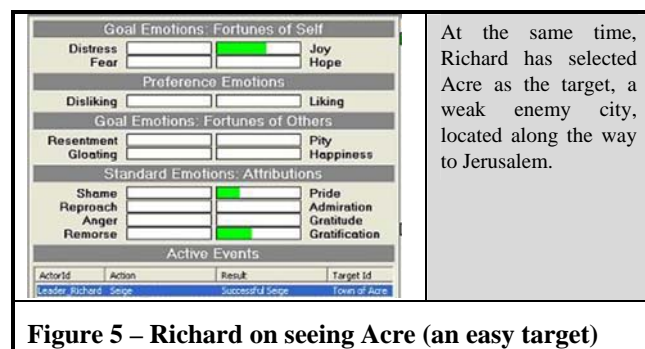 Goal Emotions: Fortunes of Self
Distress Joy
Fear Hope
Preference Emotions
Disliking Liking
Goal Emotions: Fortunes of Others
Resentment Pity
Gloating Happiness
Standard Emotions: Attributions
Shame Pride
Reproach Admiration
Anger Gratitude
Remorse Gratification
Active Events
ActorId Action Result Target Id
Leader_Richard Seige Successful Seige Town of Acre
At the same time,
Richard has selected
Acre as the target, a
weak enemy city,
located along the way
to Jerusalem.
Figure 5 – Richard on seeing Acre (an easy target)